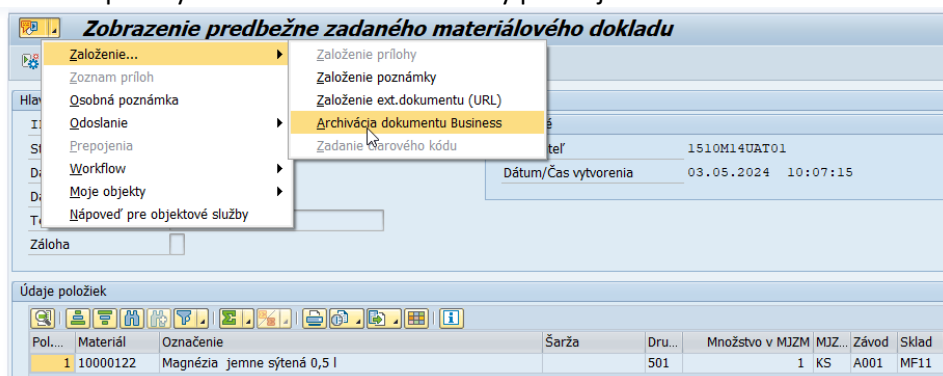 Zobrazenie predbežne zadaného materiálového dokladu
Založenie...
Založenie prílohy
Zoznam príloh
Založenie poznámky
Osobná poznámka
Založenie ext.dokumentu (URL)
Odoslanie
Archivácia dokumentu Business
Prepojenia
Zadanie čiarového kódu
1510M14UAT01
Workflow
Dátum/Čas vytvorenia
03.05.2024 10:07:15
Moje objekty
Nápoveď pre objektové služby
Záloha
Údaje položiek
Pol.... Materiál Označenie Šarža Dru... Množstvo v MJZM MJZ... Závod Sklad
1 10000122 Magnézia jemne sýtená 0,5 l 501 1 KS A001 MF11